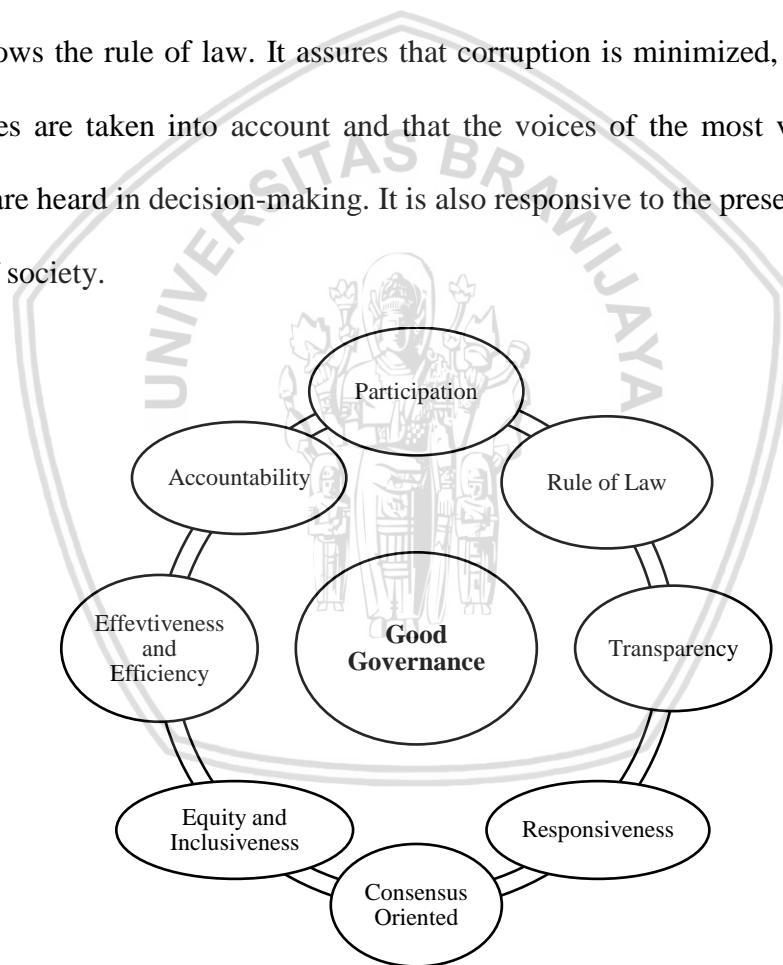 ows the rule of law. It assures that corruption is minimized,
es are taken into account and that the voices of the most v
are heard in decision-making. It is also responsive to the prese
society.
UNIVERSITAS BRAWIJAYA
Participation
Accountability
Rule of Law
Effevtiveness
and
Efficiency
Good
Governance
Transparency
Equity and
Inclusiveness
Responsiveness
Consensus
Oriented